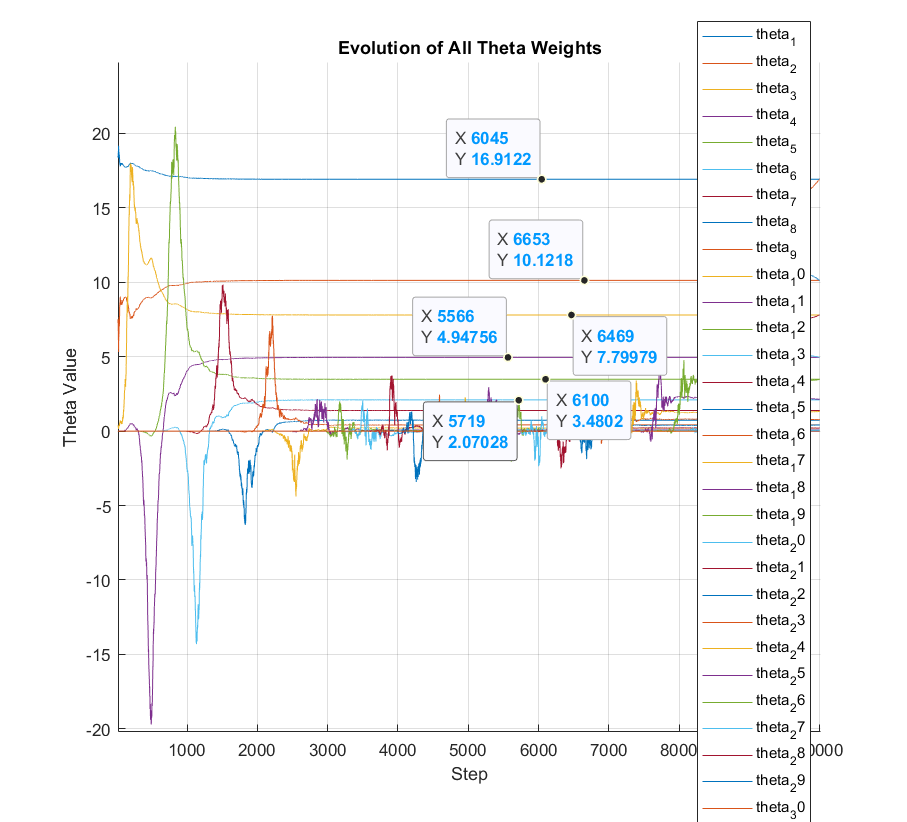 Evolution of All Theta Weights
Theta Value
20
15
10
5
0
-5
-10
-15
-20
1000
2000
3000
4000
5000
6000
7000
8000
0000
Step
X 6045
Y 16.9122
X 6653
Y 10.1218
X 5566
Y 4.94756
X 6469
Y 7.79979
X 6100
Y 3.4802
X 5719
Y 2.07028
theta1
theta2
theta3
theta4
theta5
theta6
theta7
theta8
theta9
theta10
theta11
theta12
theta13
theta14
theta15
theta16
theta17
theta18
theta19
theta20
theta21
theta22
theta23
theta24
theta25
theta26
theta27
theta28
theta29
theta30